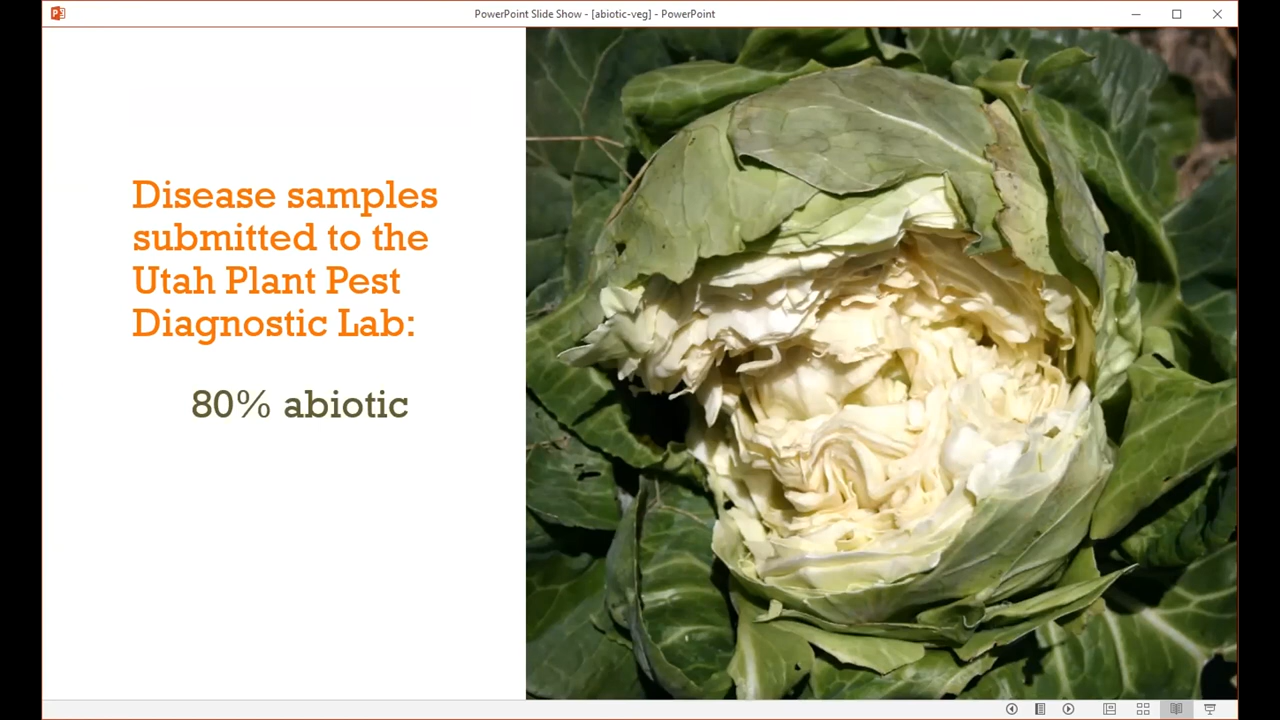 PowerPoint Slide Show - [abiotic-veg] - PowerPoint
Disease samples
submitted to the
Utah Plant Pest
Diagnostic Lab:
80% abiotic